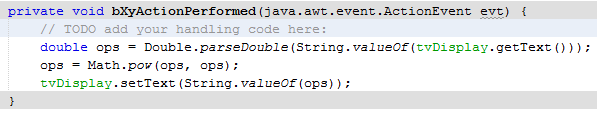 private void bXyActionPerformed(java.awt.event.ActionEvent evt) {
// TODO add your handling code here:
double ops = Double.parseDouble(String.valueOf(tvDisplay.getText()));
ops = Math.pow(ops, ops);
tvDisplay.setText(String.valueOf(ops));
}